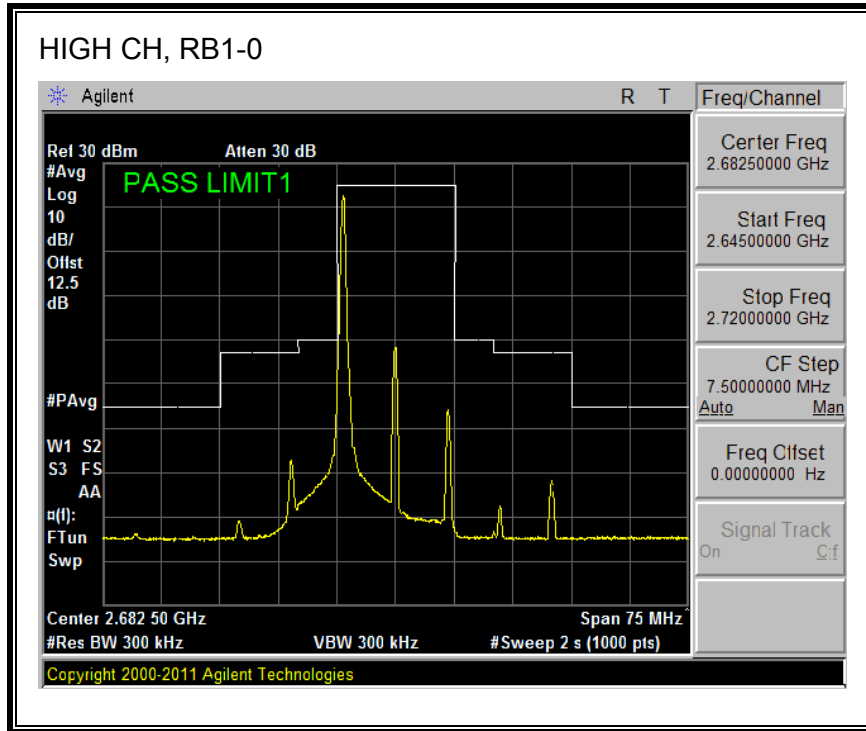 HIGH CH, RB1-0
Agilent R T
Freq/Channel
Ref 30 dBm Atten 30 dB
#Avg
Log
10
dB/
Offst
12.5
dB
PASS LIMIT1
#PAvg
W1 S2
S3 FS
AA
¤(f):
FTun
Swp
Center 2.682 50 GHz Span 75 MHz
#Res BW 300 kHz VBW 300 kHz #Sweep 2 s (1000 pts)
Copyright 2000-2011 Agilent Technologies
Center Freq
2.68250000 GHz
Start Freq
2.64500000 GHz
Stop Freq
2.72000000 GHz
CF Step
7.50000000 MHz
Auto Man
Freq Offset
0.00000000 Hz
Signal Track
On Off